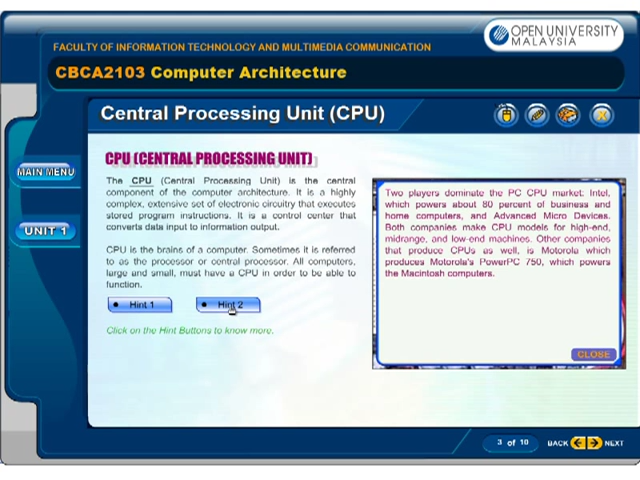 OPEN UNIVERSITY
MALAYSIA
FACULTY OF INFORMATION TECHNOLOGY AND MULTIMEDIA COMMUNICATION
CBCA2103 Computer Architecture
Central Processing Unit (CPU)
MAIN MENU
UNIT 1
CPU (CENTRAL PROCESSING UNIT)
The CPU (Central Processing Unit) is the central
component of the computer architecture. It is a highly
complex, extensive set of electronic circuitry that executes
stored program instructions. It is a control center that
converts data input to information output.
CPU is the brains of a computer. Sometimes it is referred
to as the processor or central processor. All computers,
large and small, must have a CPU in order to be able to
function.
Hint 1
Hint 2
Click on the Hint Buttons to know more.
Two players dominate the PC CPU market: Intel,
which powers about 80 percent of business and
home computers, and Advanced Micro Devices.
Both companies make CPU models for high-end,
midrange, and low-end machines. Other companies
that produce CPUs as well, is Motorola which
produces Motorola's PowerPC 750, which powers
the Macintosh computers.
CLOSE
3 of 10
BACK
NEXT